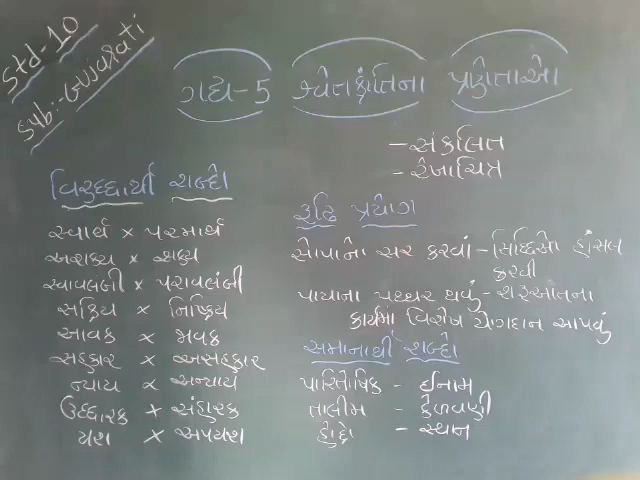 Std-10
Sub:- ગુજરાતી
ગદ્ય-5 શ્વેતક્રાંતિના પ્રણેતાઓ
- સંકલિત
- રેખાચિત્ર
વિરુદ્ધાર્થી શબ્દો
સ્વાર્થ × પરમાર્થ
અશક્ય × શક્ય
સ્વાવલંબી × પરાવલંબી
સક્રિય × નિષ્ક્રિય
આવક × જાવક
સહકાર × અસહકાર
ન્યાય × અન્યાય
ઉદ્ધારક × સંહારક
યશ × અપયશ
રૂઢિ પ્રયોગ
સોપાનો સર કરવાં - સિદ્ધિઓ હાંસલ
કરવી
પાયાના પથ્થર થવું - શરૂઆતના
કાર્યમાં વિશેષ યોગદાન આપવું
સમાનાર્થી શબ્દો
પારિતોષિક - ઈનામ
તાલીમ - કેળવણી
હોદ્દો - સ્થાન